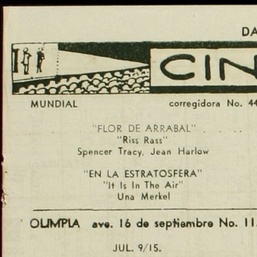 DA
CIN
MUNDIAL corregidora No. 44
"FLOR DE ARRABAL" . . . .
"Riss Rass"
Spencer Tracy, Jean Harlow
"EN LA ESTRATOSFERA"
"It Is In The Air"
Una Merkel
OLIMPIA ave. 16 de septiembre No. 11
JUL. 9/15.